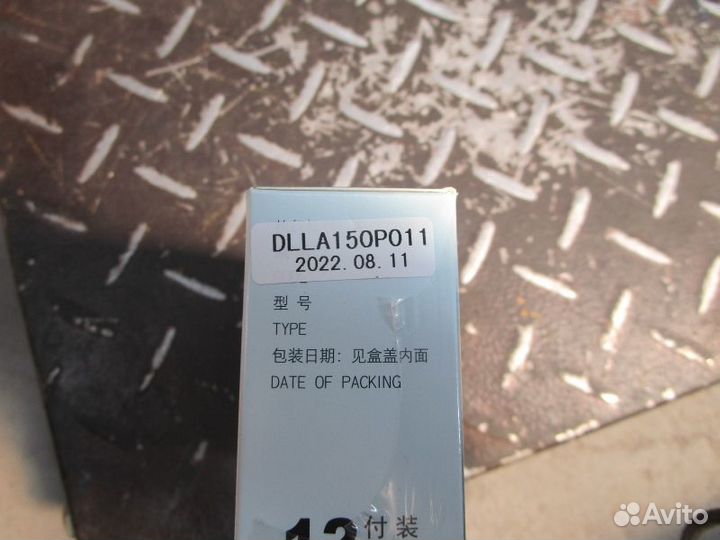 DLLA150P011
2022.08.11
型号
TYPE
包装日期: 见盒盖内面
DATE OF PACKING
付装
Avito